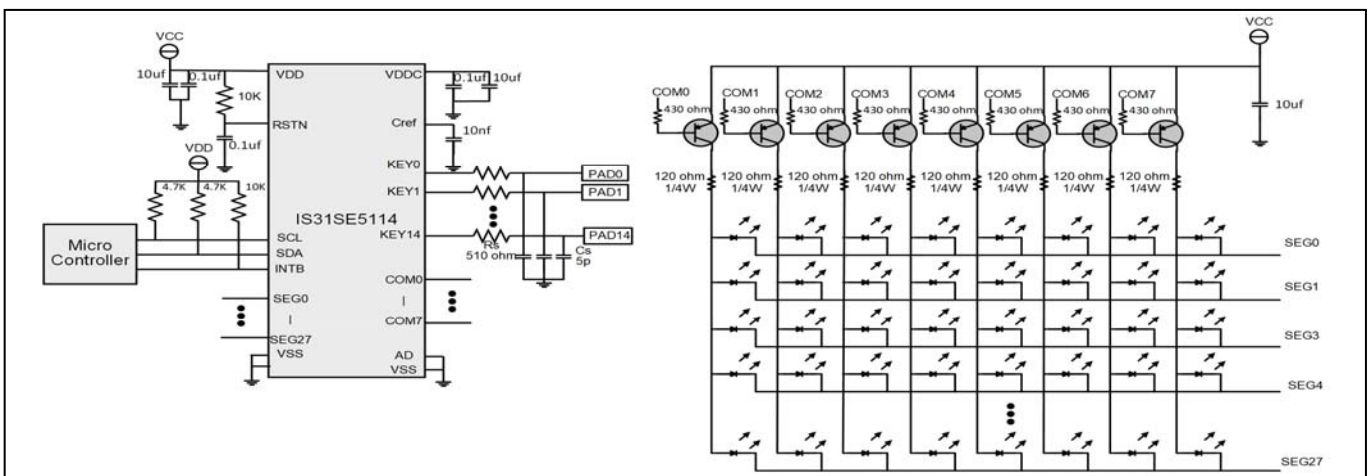 VCC
10uf 0.1uf
10K
VDD
RSTN
0.1uf
VDD
4.7K 4.7K 10K
Micro
Controller
SCL
SDA
INTB
SEG0
|
SEG27
VSS
IS31SE5114
VDDC
0.1uf 10uf
Cref
10nf
KEY0
KEY1
KEY14
PAD0
PAD1
PAD14
Rs
510 ohm
Cs
5p
COM0
|
COM7
AD
VSS
VCC
10uf
COM0 COM1 COM2 COM3 COM4 COM5 COM6 COM7
430 ohm 430 ohm 430 ohm 430 ohm 430 ohm 430 ohm 430 ohm 430 ohm
120 ohm 120 ohm 120 ohm 120 ohm 120 ohm 120 ohm 120 ohm 120 ohm
1/4W 1/4W 1/4W 1/4W 1/4W 1/4W 1/4W 1/4W
SEG0
SEG1
SEG3
SEG4
SEG27